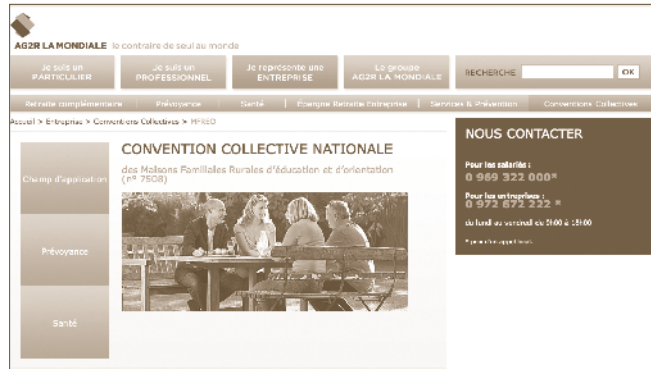 AG2R LA MONDIALE le contraire de seul au monde
Je suis un PARTICULIER
Je suis un PROFESSIONNEL
Je représente une ENTREPRISE
Le groupe AG2R LA MONDIALE
RECHERCHE OK
Retraite complémentaire | Prévoyance | Santé | Épargne Retraite Entreprise | Services & Prévention Conventions Collectives
Accueil > Entreprise > Conventions Collectives > MFREO
Champ d'application
Prévoyance
Santé
CONVENTION COLLECTIVE NATIONALE
des Maisons Familiales Rurales d'éducation et d'orientation
(n° 7508)
NOUS CONTACTER
Pour les salariés :
0 969 322 000*
Pour les entreprises :
0 972 672 222 *
du lundi au vendredi de 9h00 à 18h00